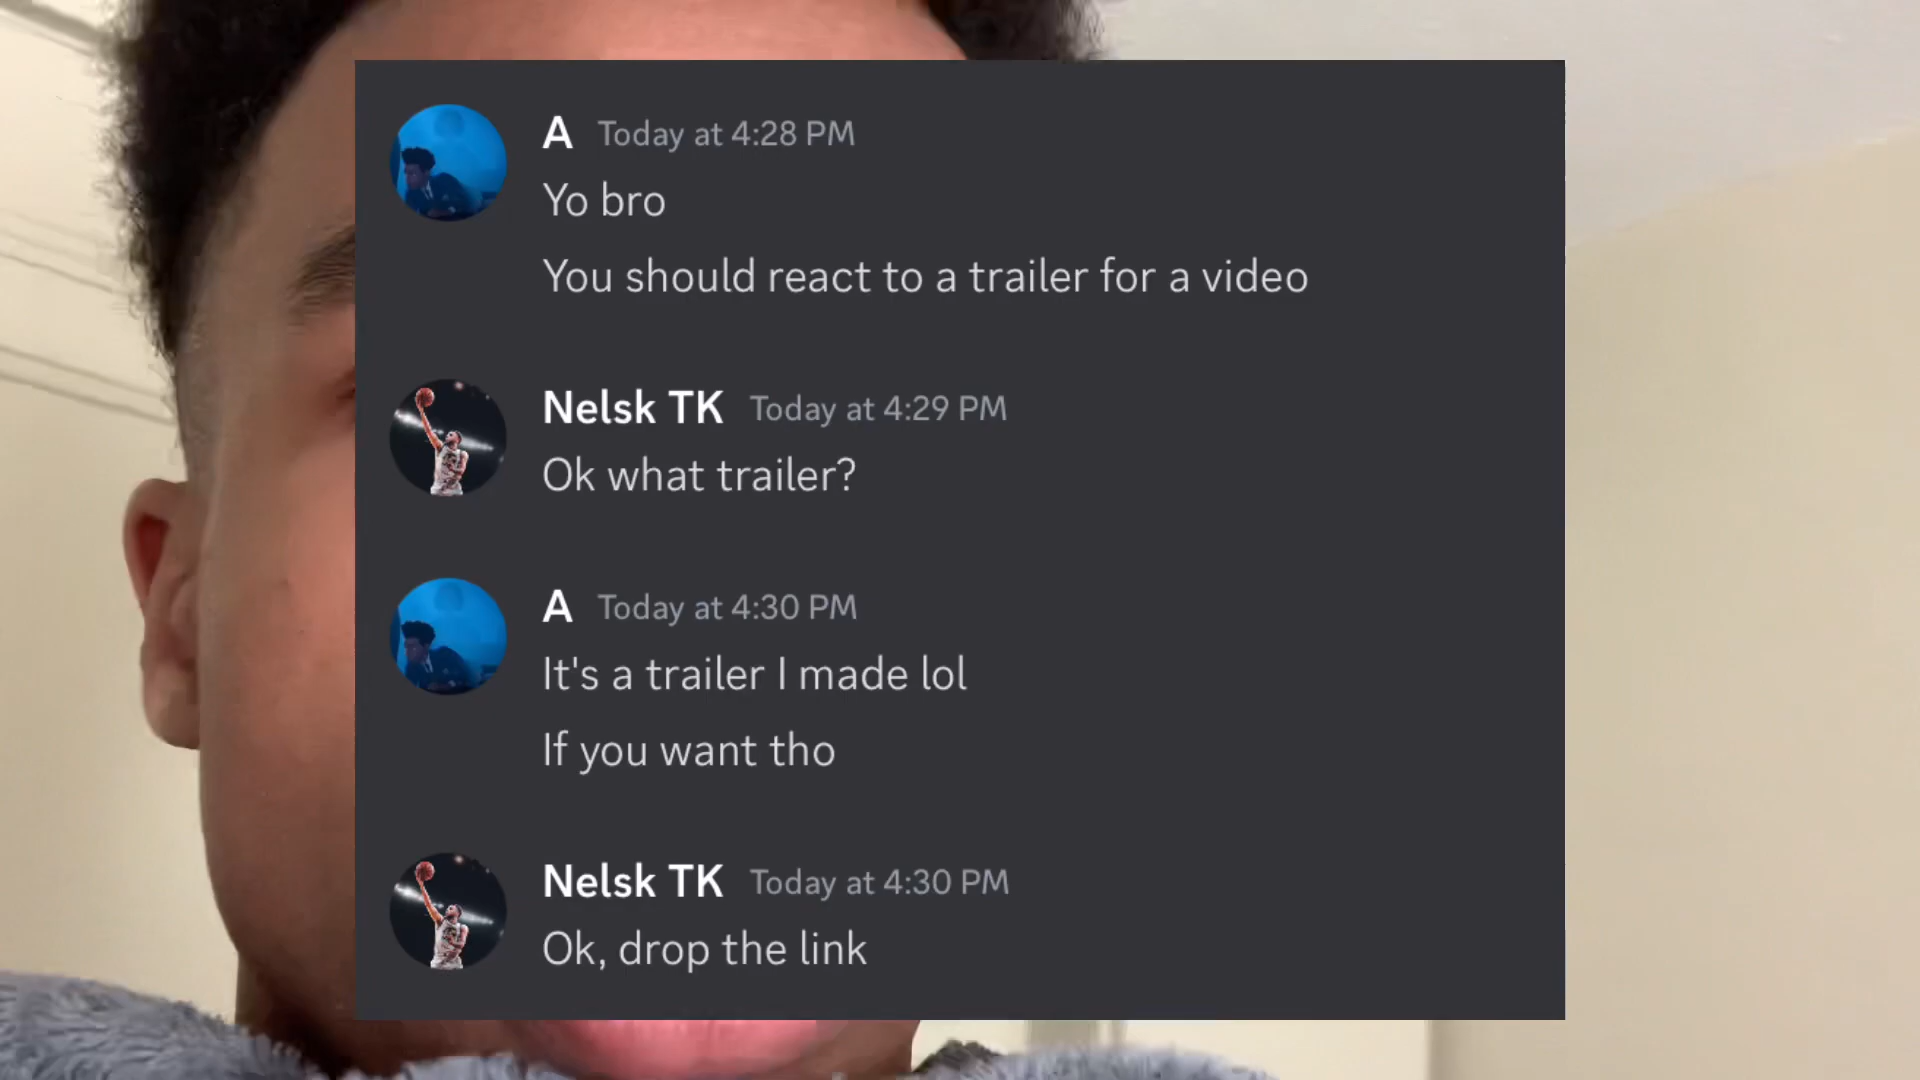 A Today at 4:28 PM
Yo bro
You should react to a trailer for a video
Nelsk TK Today at 4:29 PM
Ok what trailer?
A Today at 4:30 PM
It's a trailer I made lol
If you want tho
Nelsk TK Today at 4:30 PM
Ok, drop the link